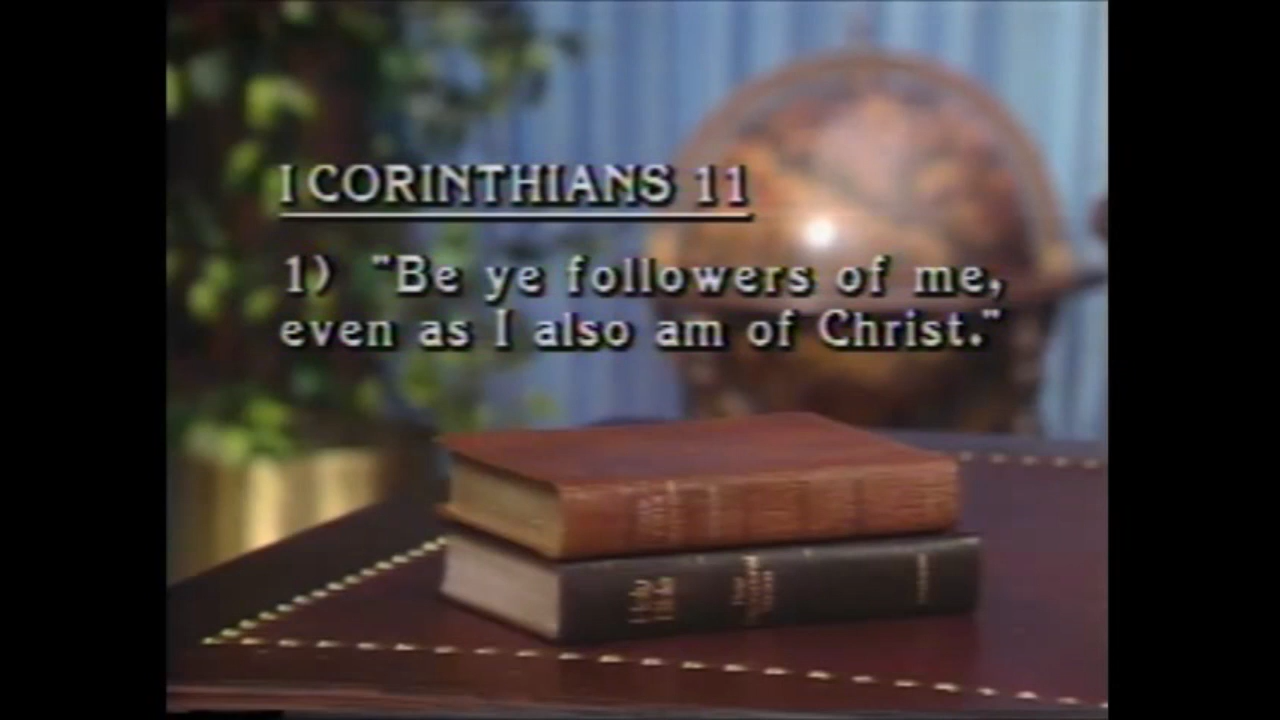 I CORINTHIANS 11
1) "Be ye followers of me,
even as I also am of Christ."